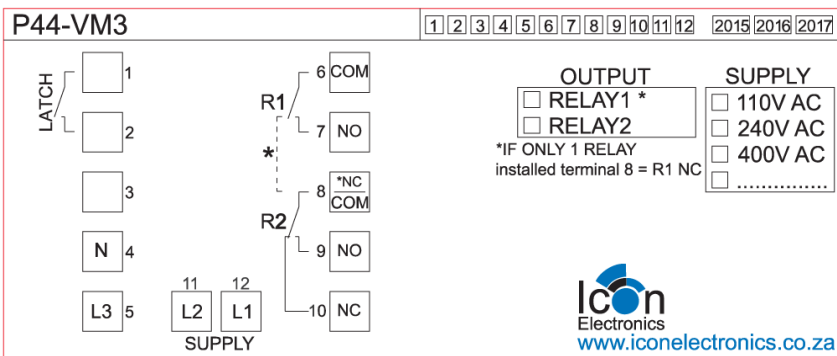 P44-VM3
1 2 3 4 5 6 7 8 9 10 11 12 2015 2016 2017
LATCH
1
2
3
N 4
L3 5
11 12
L2 L1
SUPPLY
R1
6 COM
7 NO
*
8 *NC
COM
R2
9 NO
10 NC
OUTPUT
RELAY1 *
RELAY2
*IF ONLY 1 RELAY
installed terminal 8 = R1 NC
SUPPLY
110V AC
240V AC
400V AC
...............
Icon
Electronics
www.iconelectronics.co.za